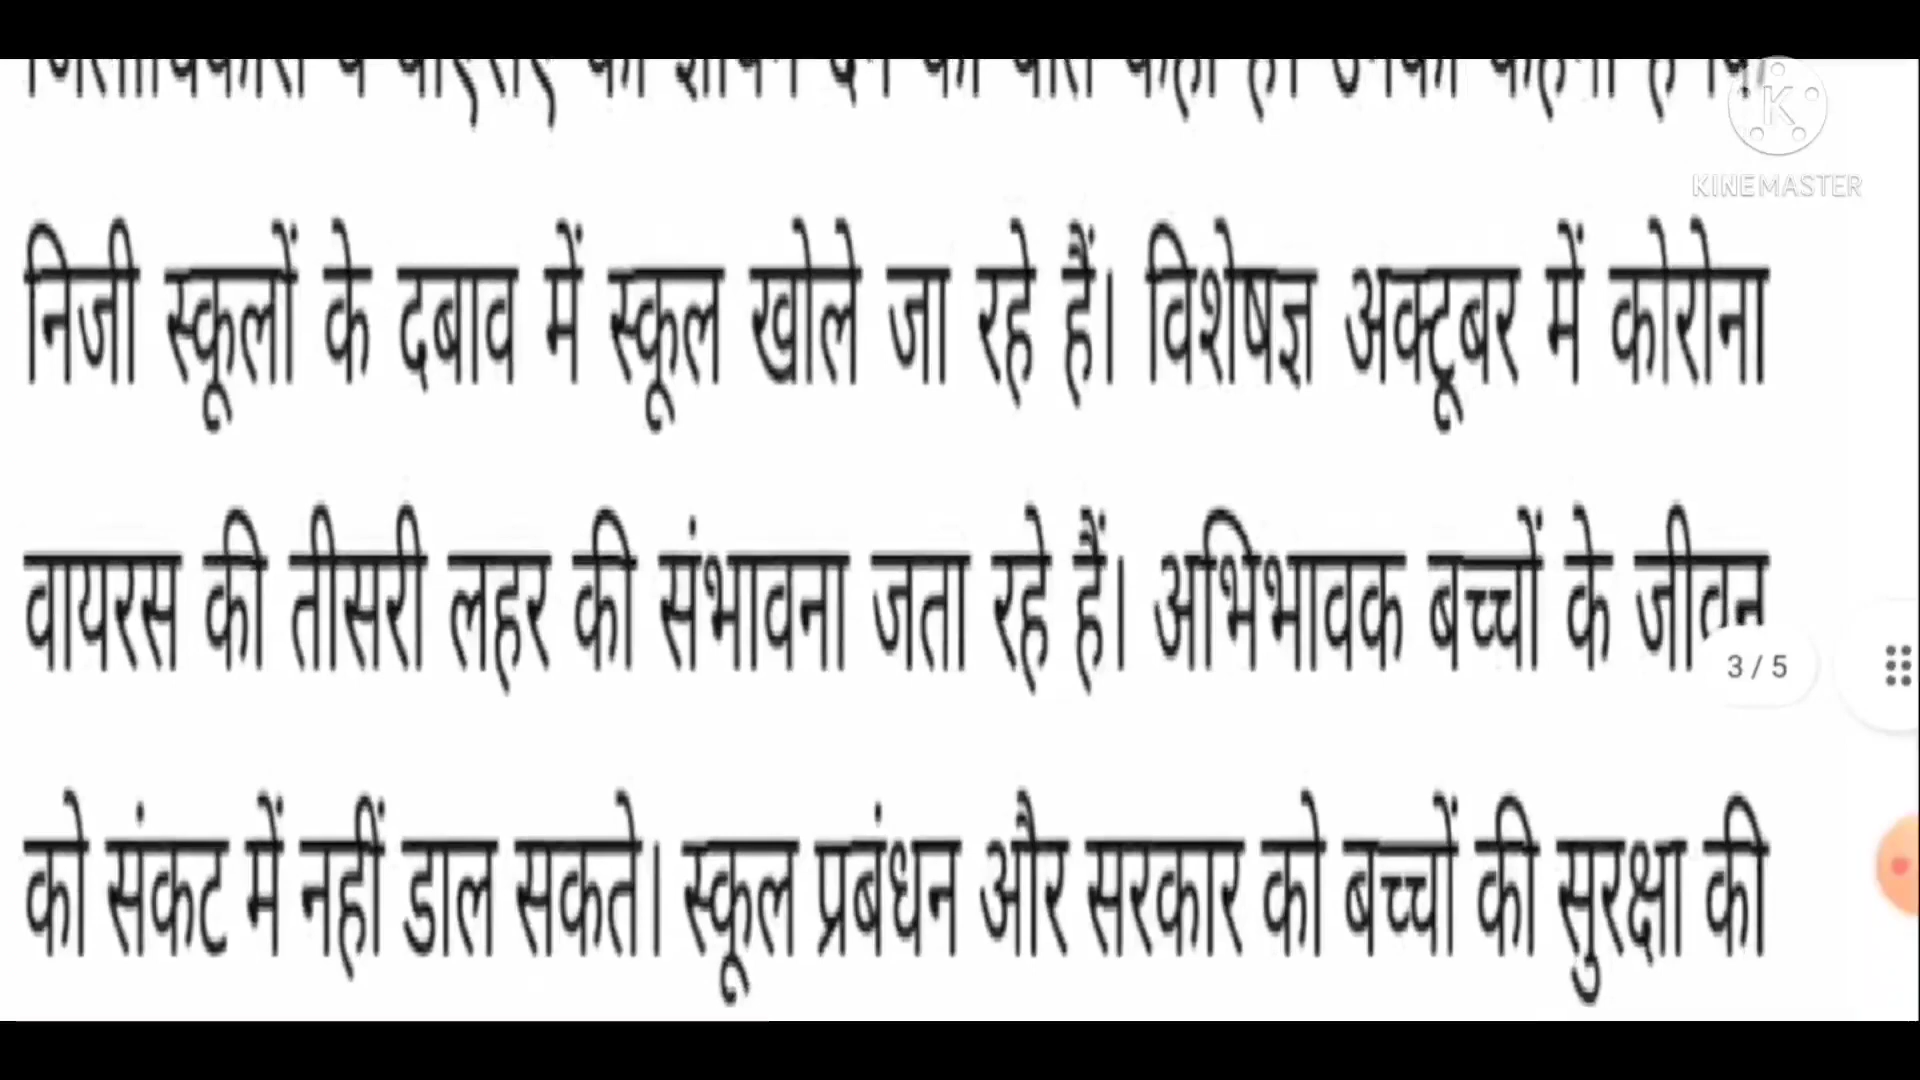 निजी स्कूलों के दबाव में स्कूल खोले जा रहे हैं। विशेषज्ञ अक्टूबर में कोरोना
वायरस की तीसरी लहर की संभावना जता रहे हैं। अभिभावक बच्चों के जीवन
को संकट में नहीं डाल सकते। स्कूल प्रबंधन और सरकार को बच्चों की सुरक्षा की
K
KINEMASTER
3 / 5